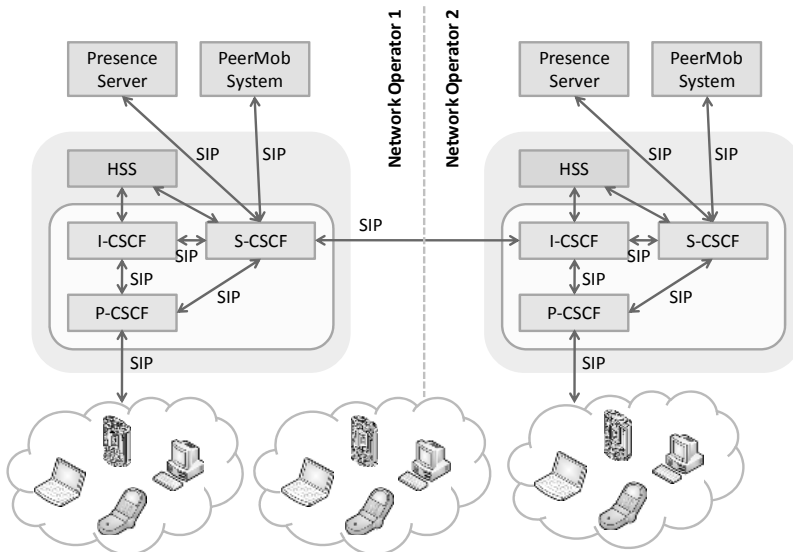 Presence
Server
PeerMob
System
Network Operator 1
Network Operator 2
Presence
Server
PeerMob
System
SIP
SIP
SIP
SIP
HSS
HSS
I-CSCF
S-CSCF
SIP
I-CSCF
S-CSCF
SIP
SIP
SIP
SIP
SIP
SIP
P-CSCF
P-CSCF
SIP
SIP